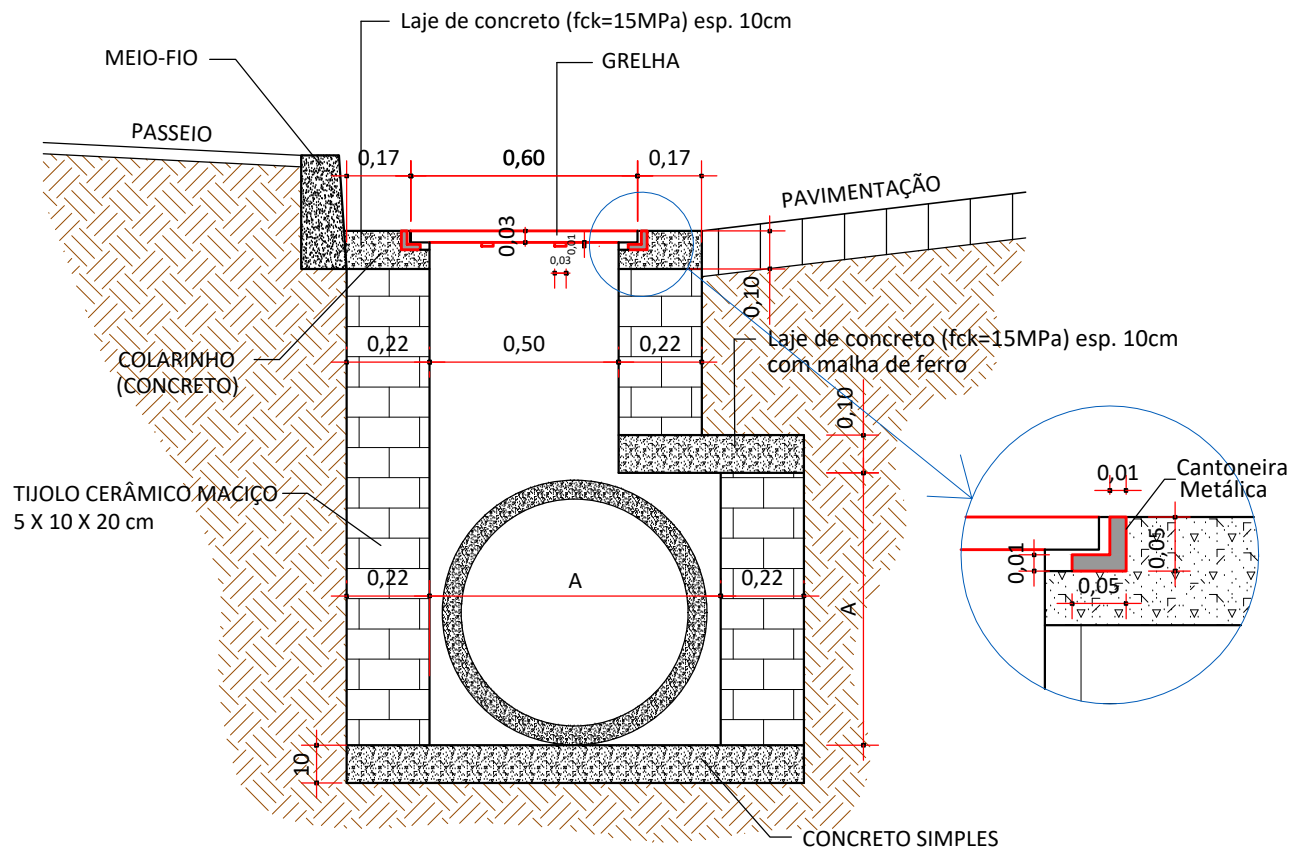 Laje de concreto (fck=15MPa) esp. 10cm
MEIO-FIO
GRELHA
PASSEIO
0,17
0,60
0,17
PAVIMENTAÇÃO
0,03
0,01
0,03
0,10
COLARINHO
(CONCRETO)
0,22
0,50
0,22
Laje de concreto (fck=15MPa) esp. 10cm
com malha de ferro
0,10
TIJOLO CERÂMICO MACIÇO
5 X 10 X 20 cm
0,01
Cantoneira
Metálica
0,01
0,05
0,05
0,22
A
0,22
A
10
CONCRETO SIMPLES